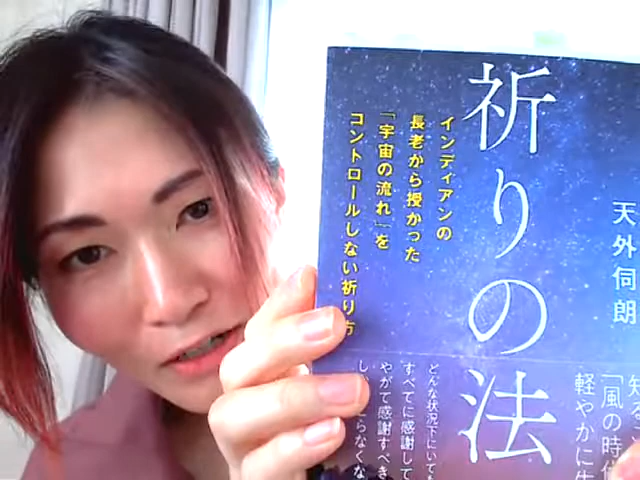 祈りの法
天外伺朗
インディアンの
長老から授かった
「宇宙の流れ」を
コントロールしない祈り方
「風の時代
軽やかに
どんな状況下にいても
すべてに感謝して
やがて感謝すべき